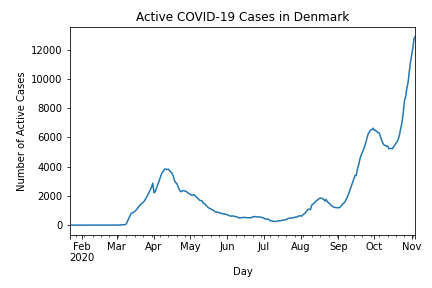 Active COVID-19 Cases in Denmark
Number of Active Cases
12000
10000
8000
6000
4000
2000
0
Feb Mar Apr May Jun Jul Aug Sep Oct Nov
2020
Day